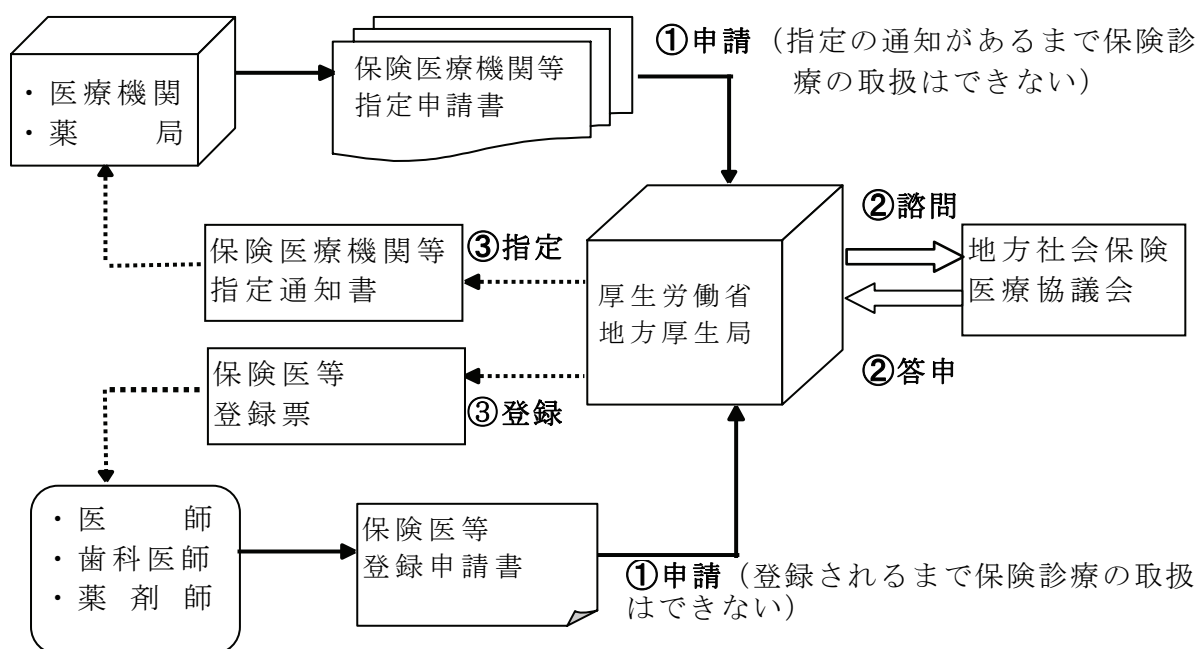 ・医療機関
・薬　　局
保険医療機関等
指定申請書
①申請（指定の通知があるまで保険診
療の取扱はできない）
保険医療機関等
指定通知書
③指定
厚生労働省
地方厚生局
②諮問
地方社会保険
医療協議会
②答申
保険医等
登録票
③登録
・医　　師
・歯科医師
・薬 剤 師
保険医等
登録申請書
①申請（登録されるまで保険診療の取扱
はできない）